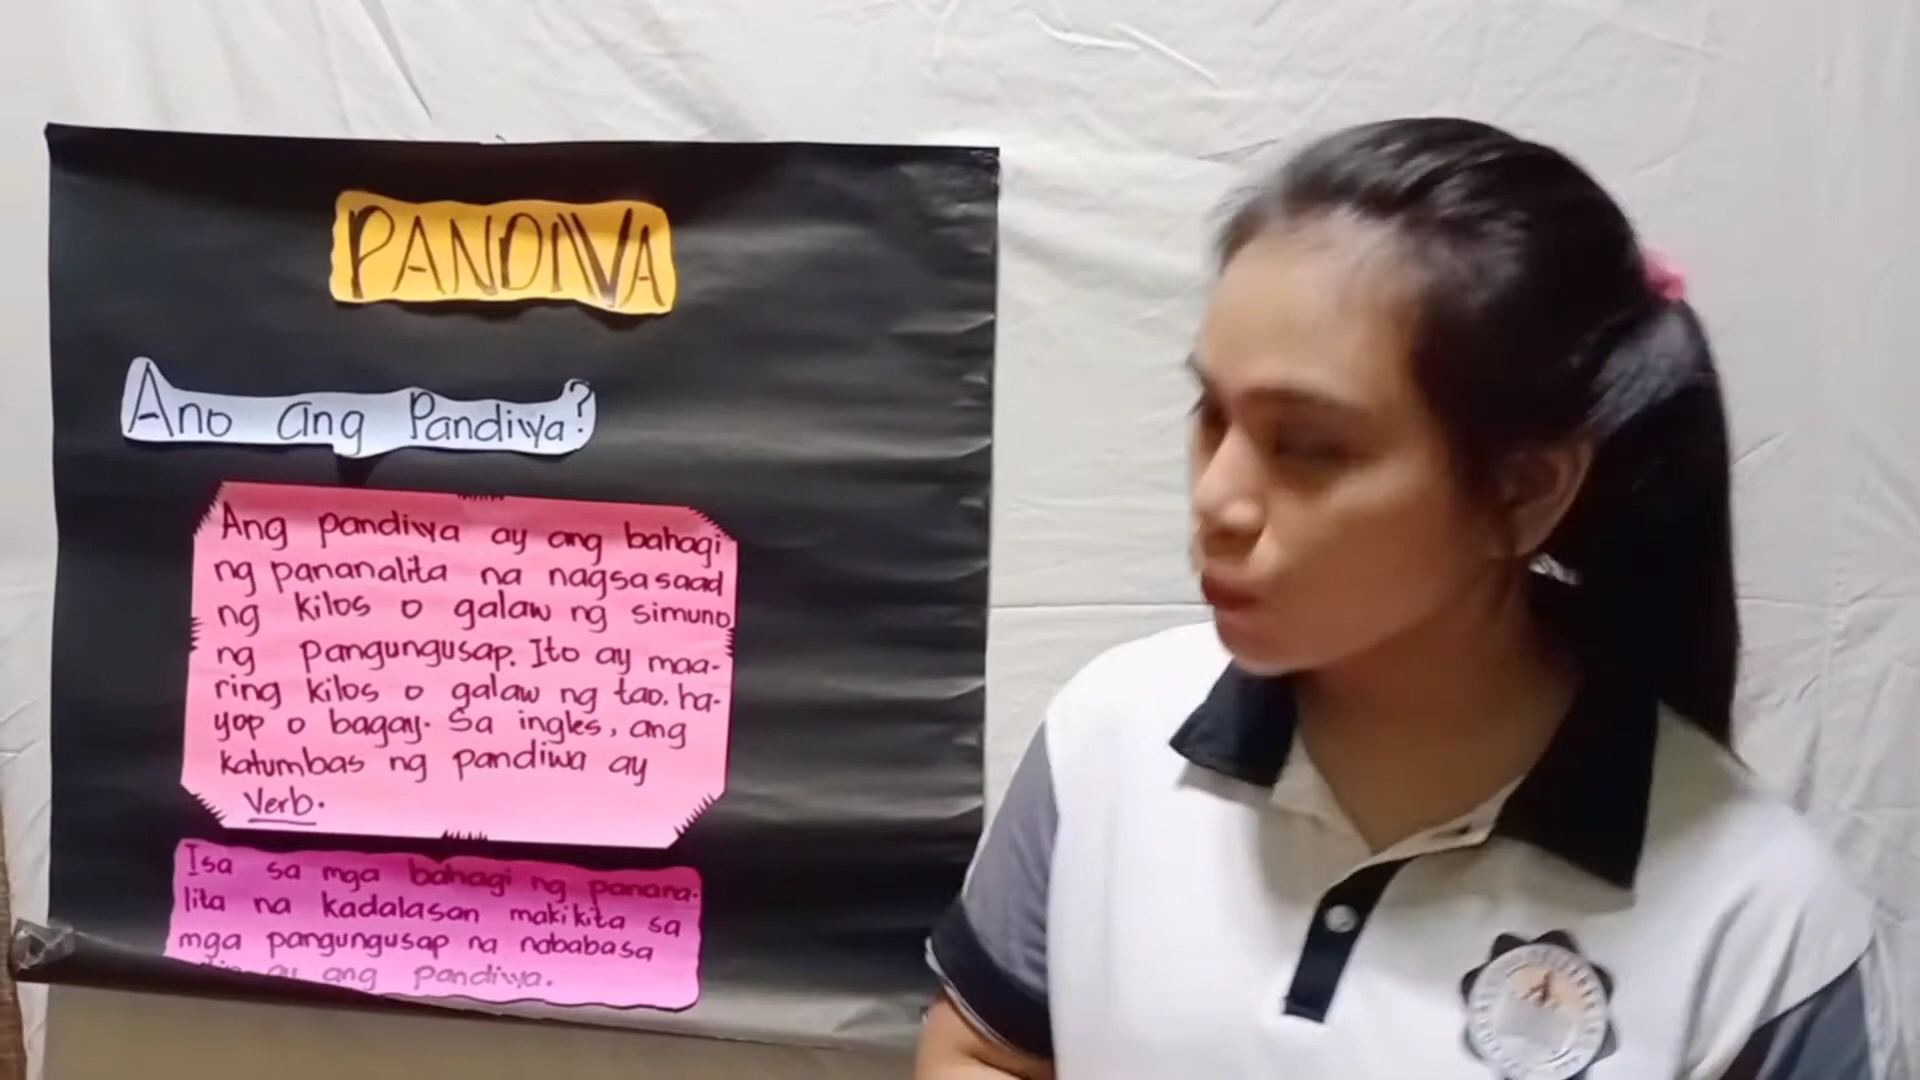 PANDIWA
Ano ang Pandiwa?
Ang pandiwa ay ang bahagi
ng pananalita na nagsasaad
ng kilos o galaw ng simuno
ng pangungusap. Ito ay maa-
ring kilos o galaw ng tao. ha-
yop o bagay. Sa ingles, ang
katumbas ng pandiwa ay
Verb.
Isa sa mga bahagi ng panana-
lita na kadalasan makikita sa
mga pangungusap na nababasa
ay ang pandiwa.